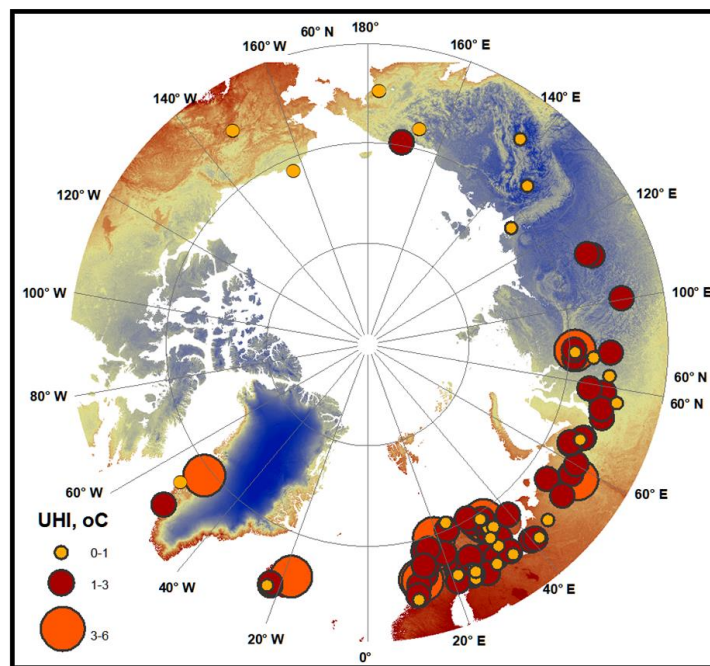 60° N
180°
160° W
160° E
140° W
140° E
120° W
120° E
100° W
100° E
80° W
60° N
60° N
60° W
60° E
UHI, oC
0-1
1-3
3-6
40° W
40° E
20° W
20° E
0°